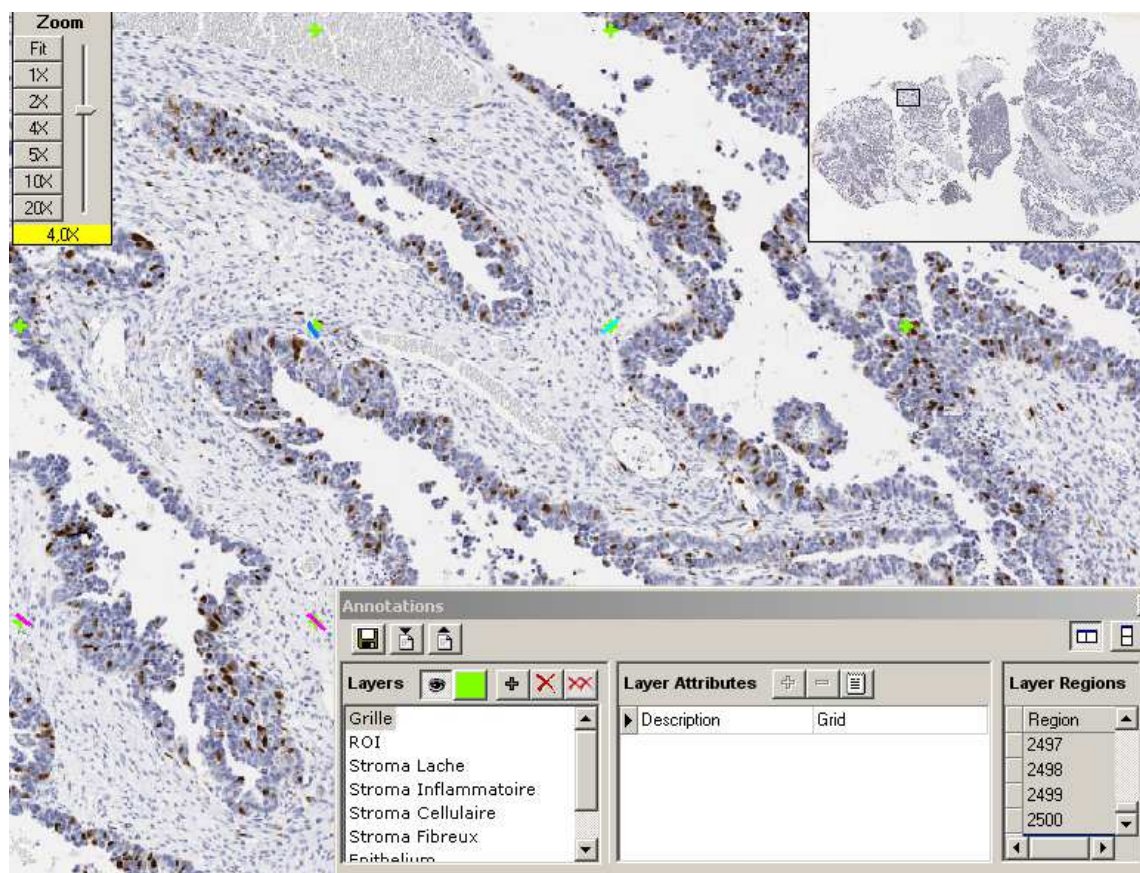 Zoom
Fit
1X
2X
4X
5X
10X
20X
4,0X
Annotations
Layers
Layer Attributes
Layer Regions
Grille
ROI
Stroma Lache
Stroma Inflammatoire
Stroma Cellulaire
Stroma Fibreux
Epithelium
Description Grid
Region
2497
2498
2499
2500